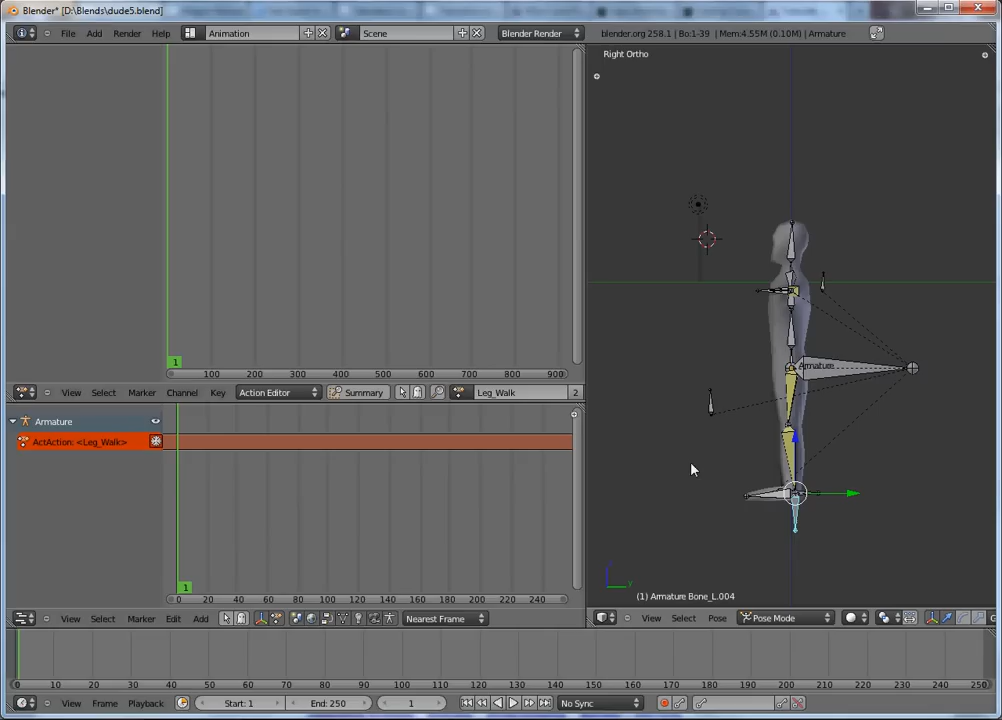 Blender* [D:\Blends\dude5.blend]
File Add Render Help Animation Scene Blender Render blender.org 258.1 | Bo:1-39 | Mem:4.55M (0.10M) | Armature
Right Ortho
Armature
1
100 200 300 400 500 600 700 800 900
View Select Marker Channel Key Action Editor Summary Leg_Walk 2
Armature
ActAction: <Leg_Walk>
1
0 20 40 60 80 100 120 140 160 180 200 220 240
(1) Armature Bone_L.004
View Select Marker Edit Add Nearest Frame
View Select Pose Pose Mode
0 10 20 30 40 50 60 70 80 90 100 110 120 130 140 150 160 170 180 190 200 210 220 230 240 250
View Frame Playback Start: 1 End: 250 1 No Sync